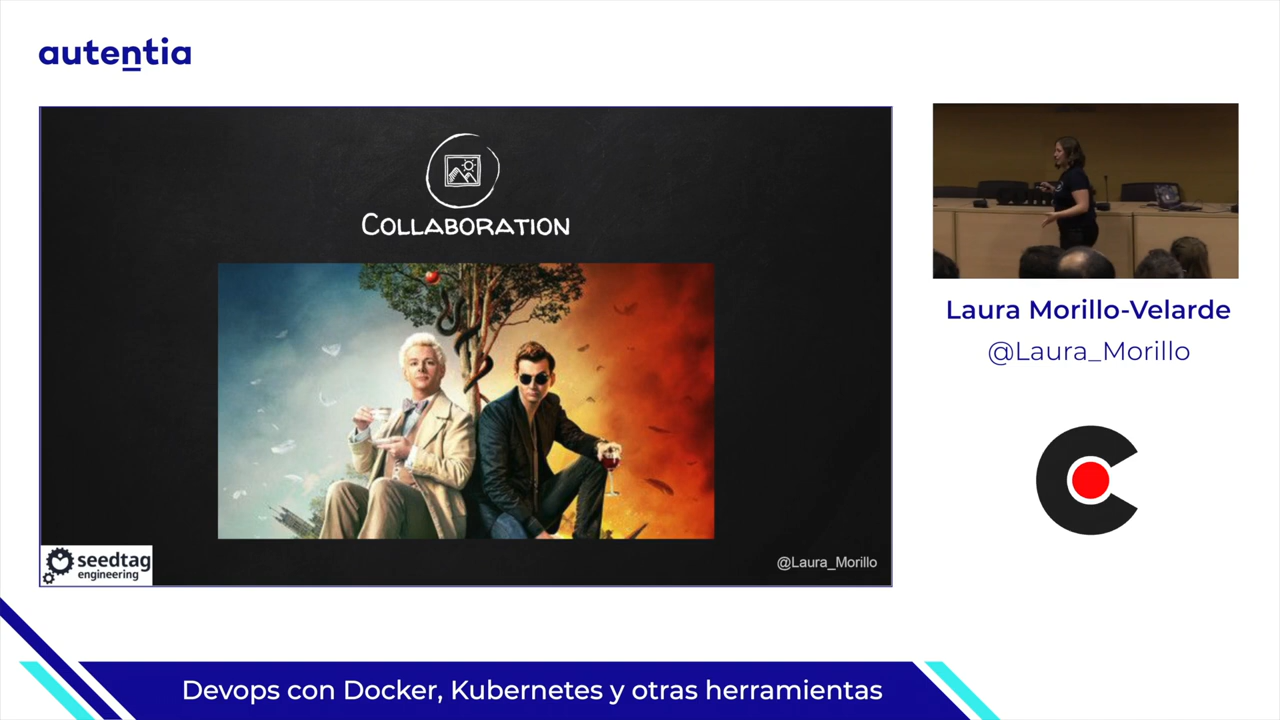 autentia
COLLABORATION
seedtag
engineering
@Laura_Morillo
Laura Morillo-Velarde
@Laura_Morillo
Devops con Docker, Kubernetes y otras herramientas